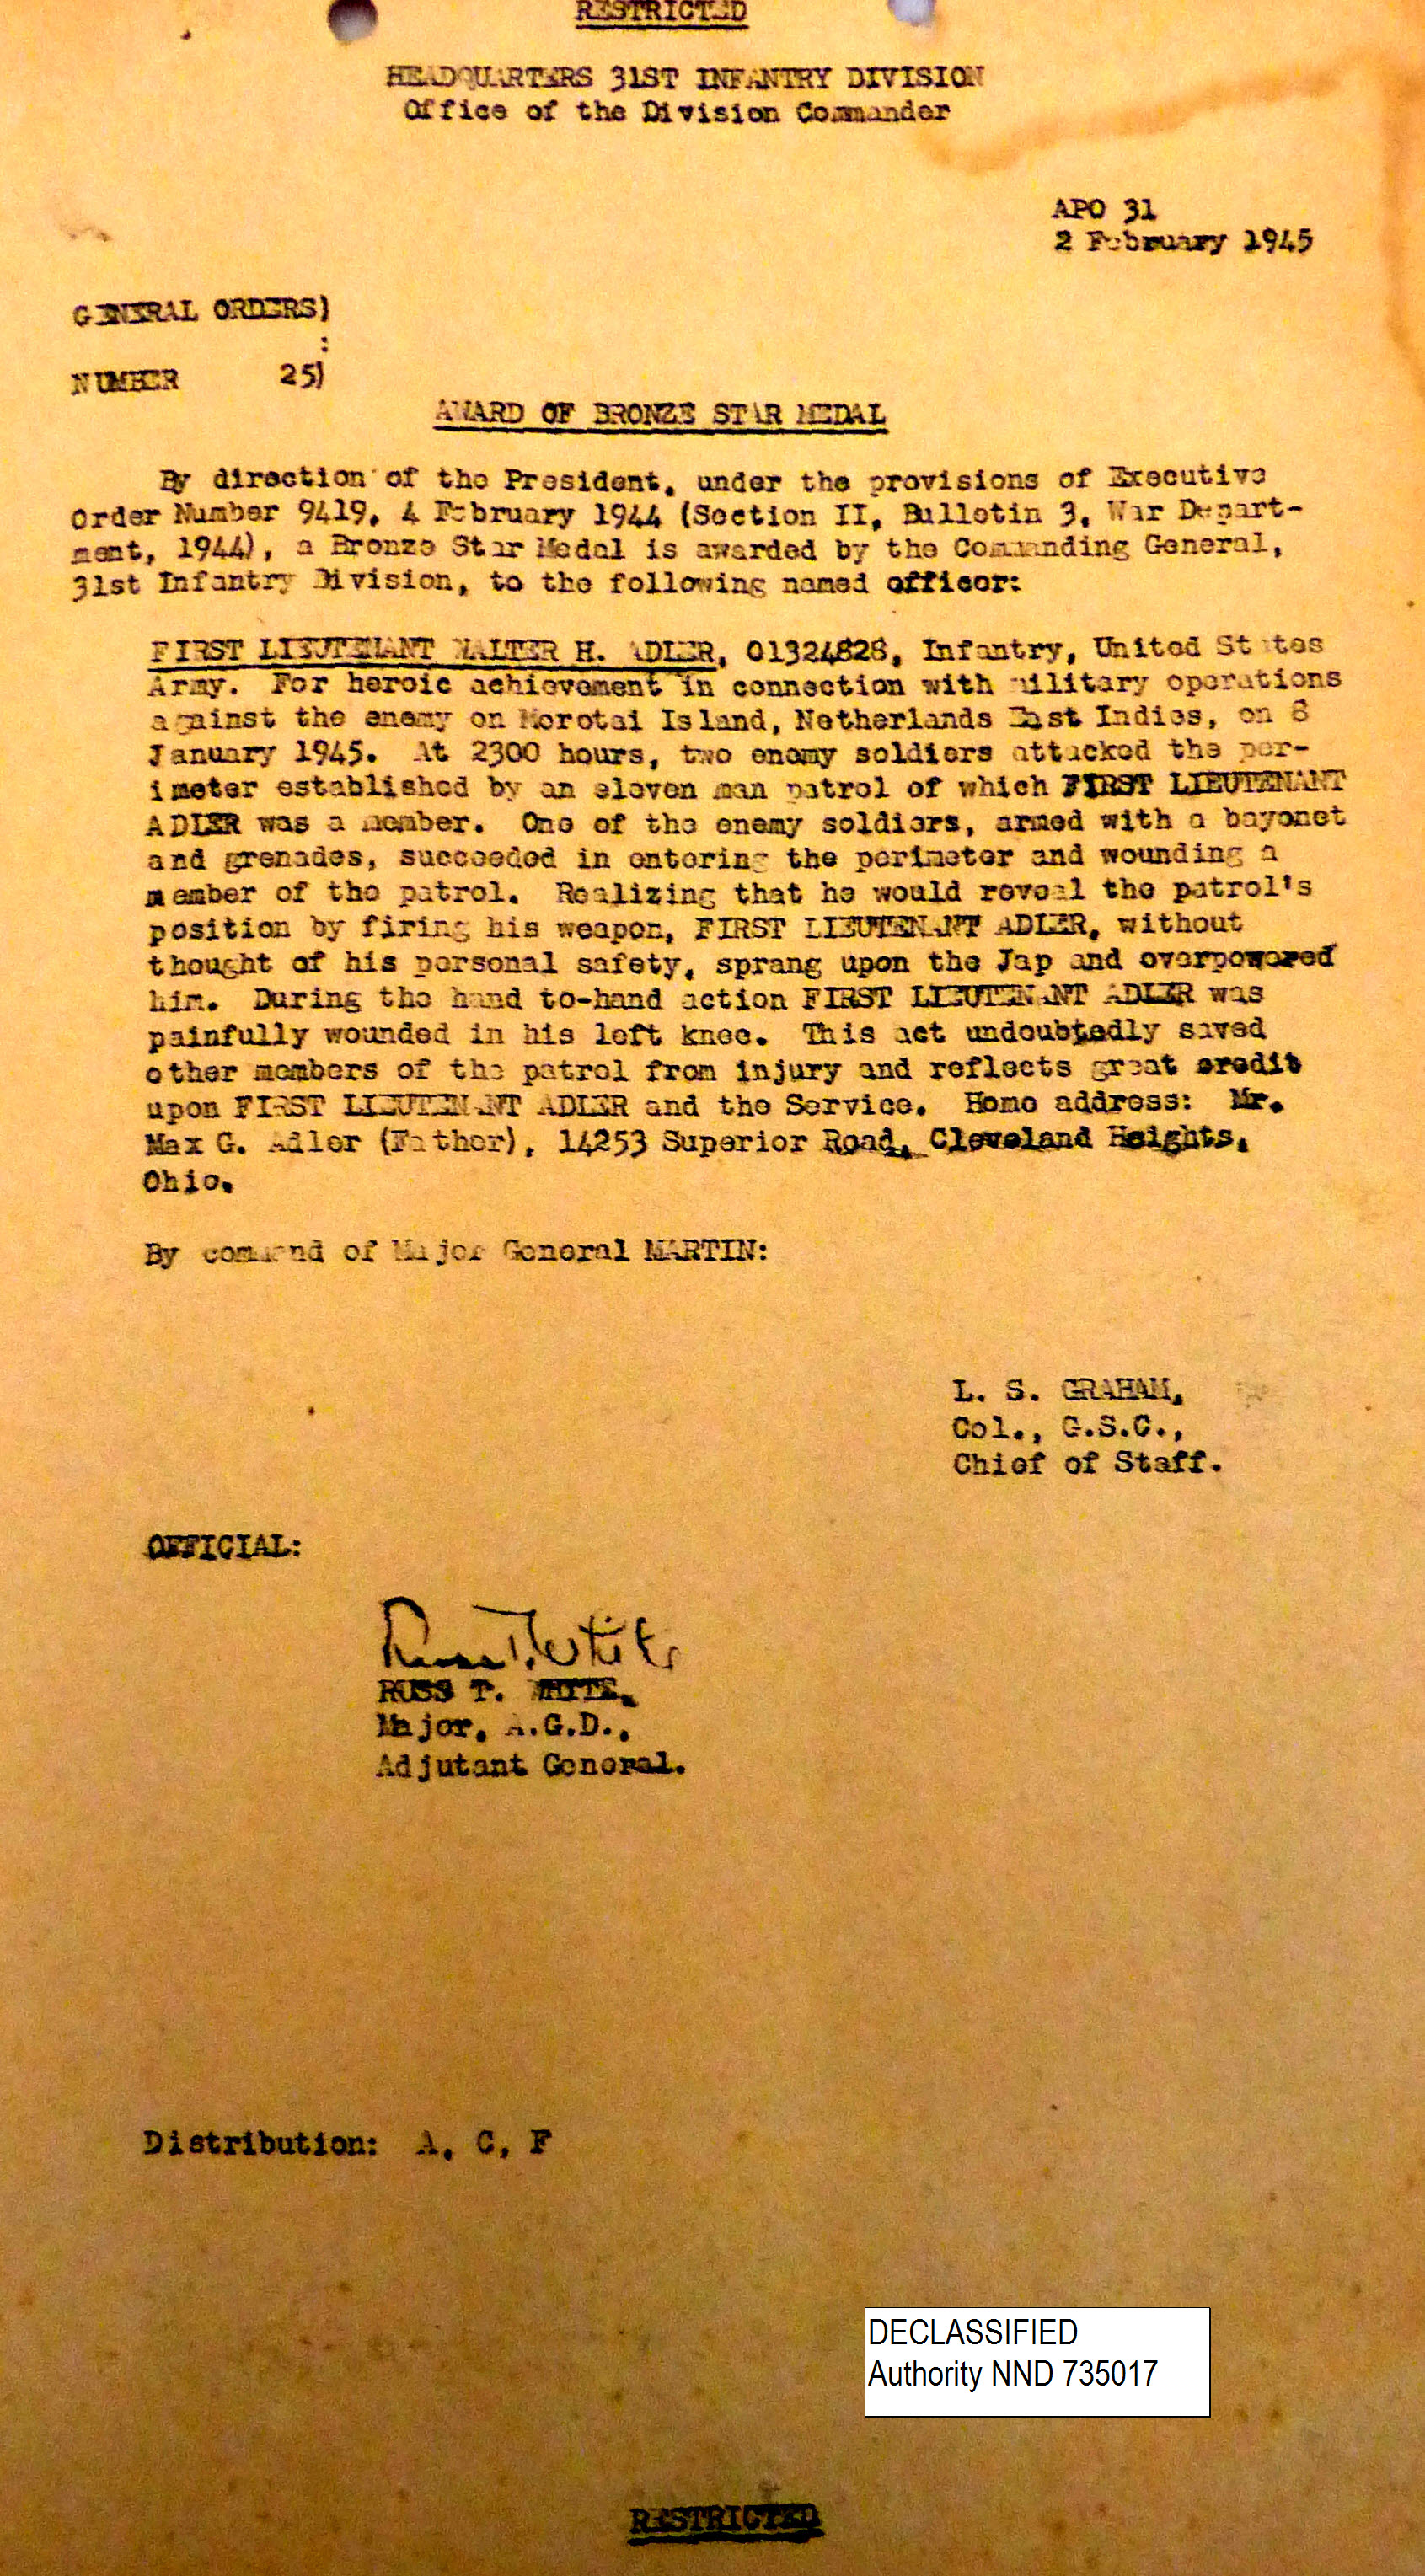 RESTRICTED
HEADQUARTERS 31ST INFANTRY DIVISION
Office of the Division Commander
APO 31
2 February 1945
GENERAL ORDERS)
:
NUMBER 25)
AWARD OF BRONZE STAR MEDAL
By direction of the President, under the provisions of Executive
Order Number 9419, 4 February 1944 (Section II, Bulletin 3, War Depart-
ment, 1944), a Bronze Star Medal is awarded by the Commanding General,
31st Infantry Division, to the following named officer:
FIRST LIEUTENANT WALTER H. ADLER, 01324828, Infantry, United States
Army. For heroic achievement in connection with military operations
against the enemy on Morotai Island, Netherlands East Indies, on 8
January 1945. At 2300 hours, two enemy soldiers attacked the per-
imeter established by an eleven man patrol of which FIRST LIEUTENANT
ADLER was a member. One of the enemy soldiers, armed with a bayonet
and grenades, succeeded in entering the perimeter and wounding a
member of the patrol. Realizing that he would reveal the patrol's
position by firing his weapon, FIRST LIEUTENANT ADLER, without
thought of his personal safety, sprang upon the Jap and overpowered
him. During the hand to-hand action FIRST LIEUTENANT ADLER was
painfully wounded in his left knee. This act undoubtedly saved
other members of the patrol from injury and reflects great credit
upon FIRST LIEUTENANT ADLER and the Service. Home address: Mr.
Max G. Adler (Father), 14253 Superior Road, Cleveland Heights,
Ohio.
By command of Major General MARTIN:
L. S. GRAHAM,
Col., G.S.C.,
Chief of Staff.
OFFICIAL:
Russ T. White
RUSS T. WHITE,
Major, A.G.D.,
Adjutant General.
Distribution: A, C, F
DECLASSIFIED
Authority NND 735017
RESTRICTED